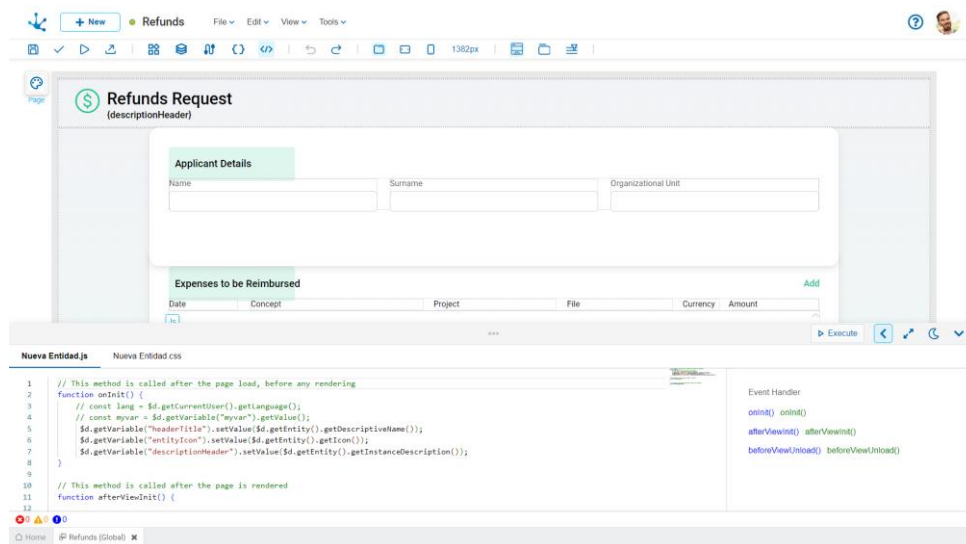 + New
Refunds
File
Edit
View
Tools
1382px
Page
Refunds Request
{descriptionHeader}
Applicant Details
Name
Surname
Organizational Unit
Expenses to be Reimbursed
Add
Date
Concept
Project
File
Currency
Amount
Js
Execute
Nueva Entidad.js
Nueva Entidad.css
1 // This method is called after the page load, before any rendering
2 function onInit() {
3 // const lang = $d.getCurrentUser().getLanguage();
4 // const myvar = $d.getVariable("myvar").getValue();
5 $d.getVariable("headerTitle").setValue($d.getEntity().getDescriptiveName());
6 $d.getVariable("entityIcon").setValue($d.getEntity().getIcon());
7 $d.getVariable("descriptionHeader").setValue($d.getEntity().getInstanceDescription());
8 }
9
10 // This method is called after the page is rendered
11 function afterViewInit() {
12
Event Handler
onInit() onInit()
afterViewInit() afterViewInit()
beforeViewUnload() beforeViewUnload()
0 0 0
Home
Refunds (Global)